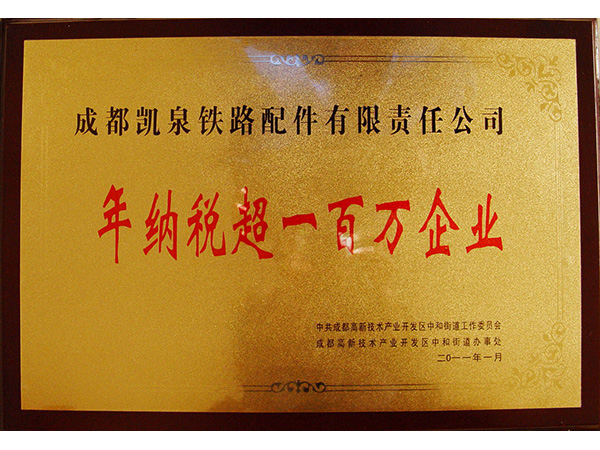 成都凯泉铁路配件有限责任公司
年纳税超一百万企业
中共成都高新技术产业开发区中和街道工作委员会
成都高新技术产业开发区中和街道办事处
二〇一一年一月